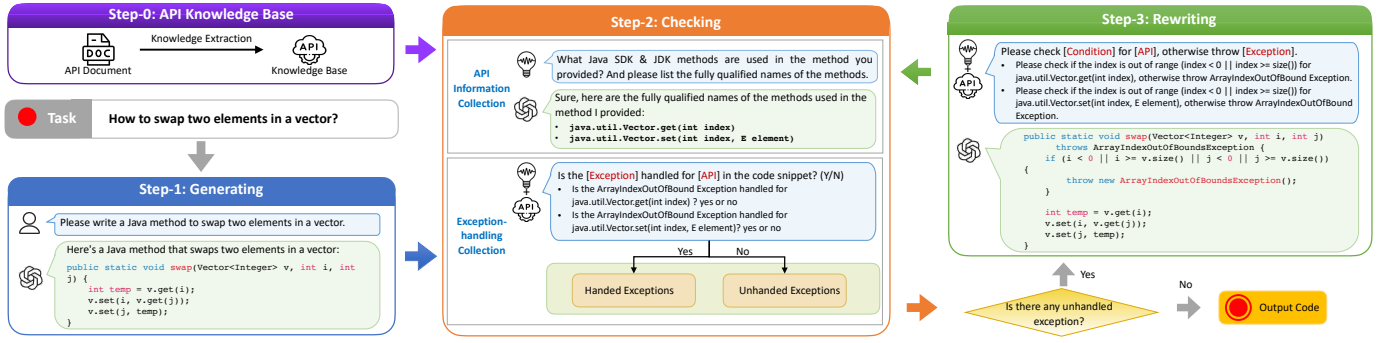 Step-0: API Knowledge Base
DOC
API Document
Knowledge Extraction
API
Knowledge Base
Task
How to swap two elements in a vector?
Step-1: Generating
Please write a Java method to swap two elements in a vector.
Here's a Java method that swaps two elements in a vector:
public static void swap(Vector<Integer> v, int i, int
j) {
int temp = v.get(i);
v.set(i, v.get(j));
v.set(j, temp);
}
Step-2: Checking
API
Information
Collection
What Java SDK & JDK methods are used in the method you
provided? And please list the fully qualified names of the methods.
Sure, here are the fully qualified names of the methods used in the
method I provided:
• java.util.Vector.get(int index)
• java.util.Vector.set(int index, E element)
Exception-
handling
Collection
API
Is the [Exception] handled for [API] in the code snippet? (Y/N)
• Is the ArrayIndexOutOfBound Exception handled for
java.util.Vector.get(int index) ? yes or no
• Is the ArrayIndexOutOfBound Exception handled for
java.util.Vector.set(int index, E element)? yes or no
Yes
No
Handed Exceptions
Unhanded Exceptions
Step-3: Rewriting
API
Please check [Condition] for [API], otherwise throw [Exception].
• Please check if the index is out of range (index < 0 || index >= size()) for
java.util.Vector.get(int index), otherwise throw ArrayIndexOutOfBound Exception.
• Please check if the index is out of range (index < 0 || index >= size()) for
java.util.Vector.set(int index, E element), otherwise throw ArrayIndexOutOfBound
Exception.
public static void swap(Vector<Integer> v, int i, int j)
throws ArrayIndexOutOfBoundsException {
if (i < 0 || i >= v.size() || j < 0 || j >= v.size())
{
throw new ArrayIndexOutOfBoundsException();
}
int temp = v.get(i);
v.set(i, v.get(j));
v.set(j, temp);
}
Yes
Is there any unhandled
exception?
No
Output Code